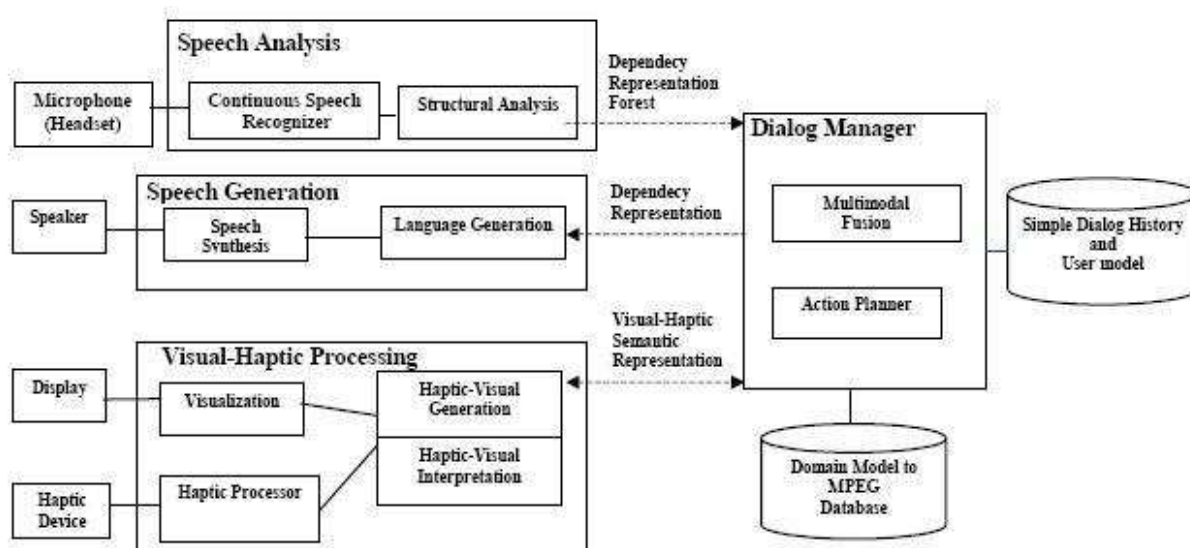 Speech Analysis
Microphone
(Headset)
Continuous Speech
Recognizer
Structural Analysis
Dependecy
Representation
Forest
Dialog Manager
Multimodal
Fusion
Action Planner
Simple Dialog History
and
User model
Domain Model to
MPEG
Database
Speech Generation
Speaker
Speech
Synthesis
Language Generation
Dependecy
Representation
Visual-Haptic
Semantic
Representation
Visual-Haptic Processing
Display
Visualization
Haptic-Visual
Generation
Haptic-Visual
Interpretation
Haptic
Device
Haptic Processor